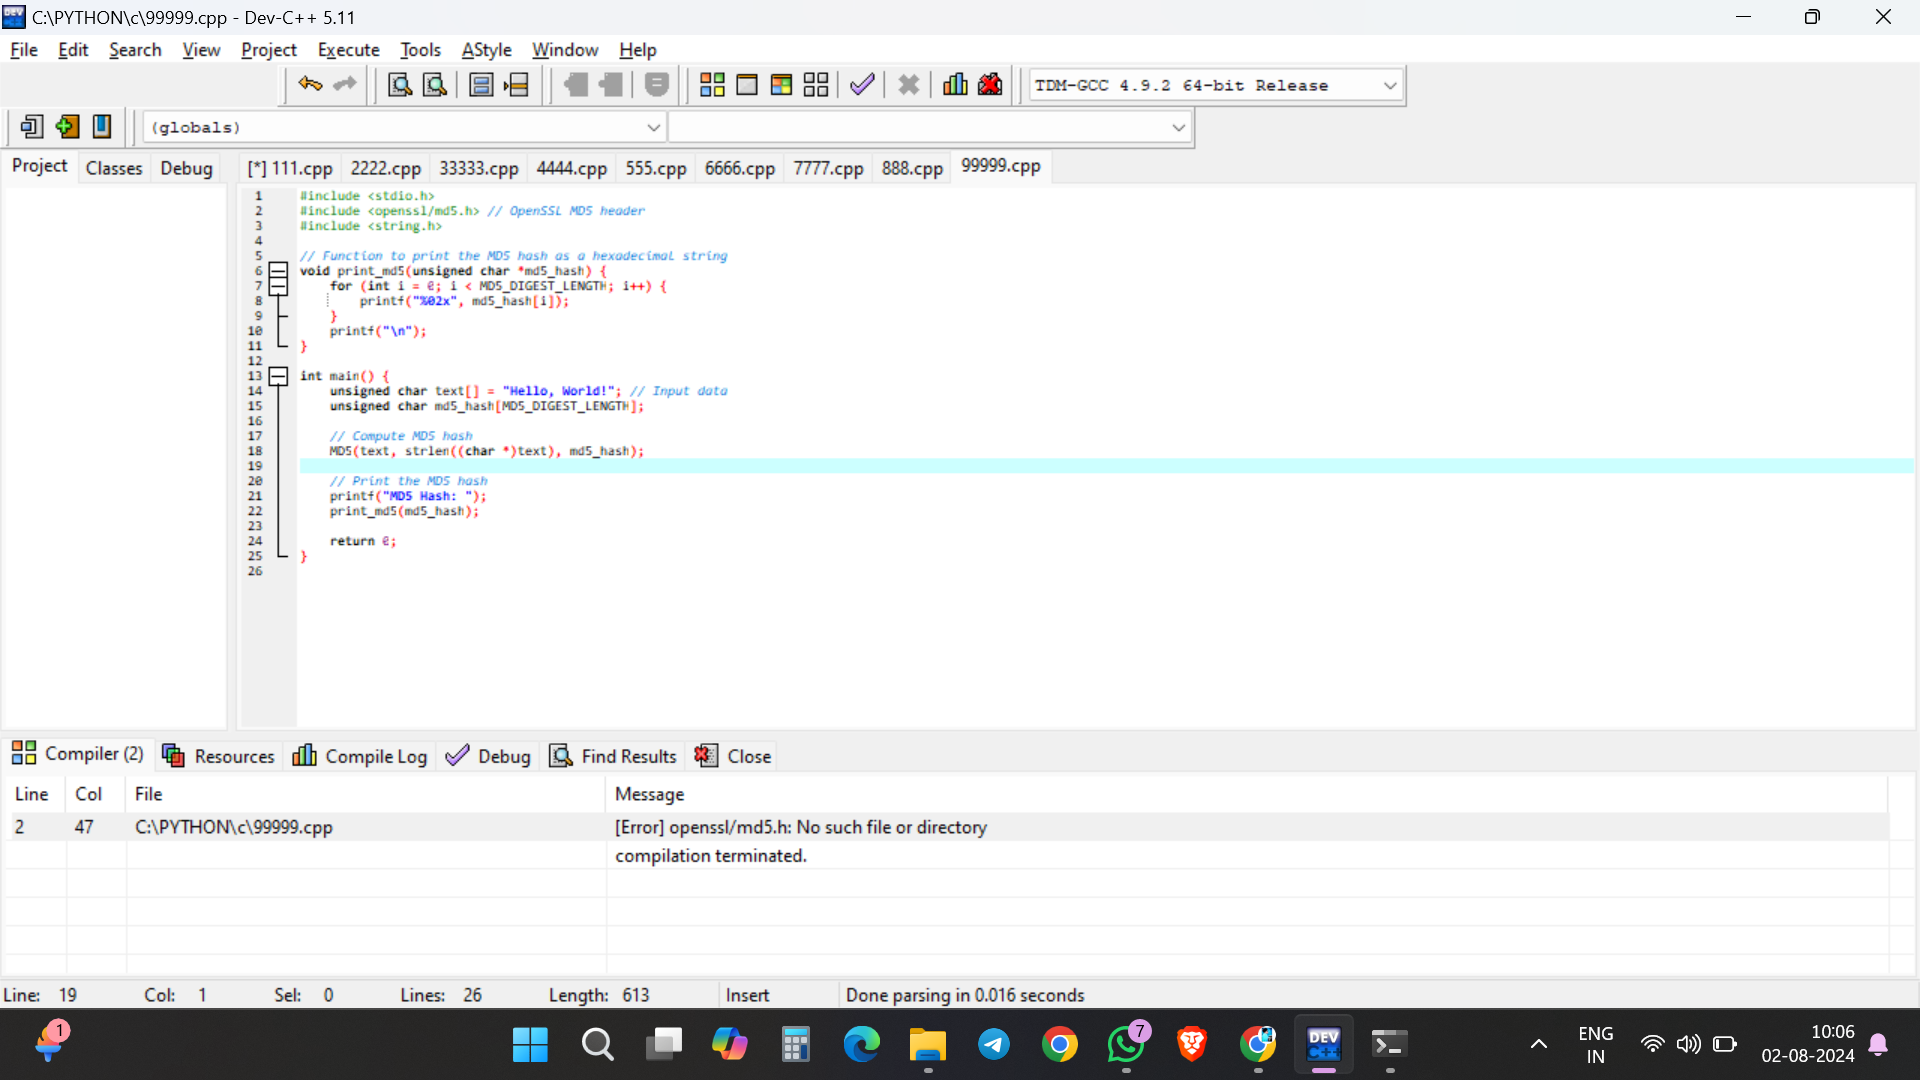 C:\PYTHON\c\99999.cpp - Dev-C++ 5.11
File Edit Search View Project Execute Tools AStyle Window Help
TDM-GCC 4.9.2 64-bit Release
(globals)
Project Classes Debug
[*] 111.cpp 2222.cpp 33333.cpp 4444.cpp 555.cpp 6666.cpp 7777.cpp 888.cpp 99999.cpp
1 #include <stdio.h>
2 #include <openssl/md5.h> // OpenSSL MD5 header
3 #include <string.h>
4
5 // Function to print the MD5 hash as a hexadecimal string
6 void print_md5(unsigned char *md5_hash) {
7 for (int i = 0; i < MD5_DIGEST_LENGTH; i++) {
8 printf("%02x", md5_hash[i]);
9 }
10 printf("\n");
11 }
12
13 int main() {
14 unsigned char text[] = "Hello, World!"; // Input data
15 unsigned char md5_hash[MD5_DIGEST_LENGTH];
16
17 // Compute MD5 hash
18 MD5(text, strlen((char *)text), md5_hash);
19
20 // Print the MD5 hash
21 printf("MD5 Hash: ");
22 print_md5(md5_hash);
23
24 return 0;
25 }
26
Compiler (2) Resources Compile Log Debug Find Results Close
Line Col File Message
2 47 C:\PYTHON\c\99999.cpp [Error] openssl/md5.h: No such file or directory
compilation terminated.
Line: 19 Col: 1 Sel: 0 Lines: 26 Length: 613 Insert Done parsing in 0.016 seconds
1
7
DEV
C++
ENG
IN
10:06
02-08-2024